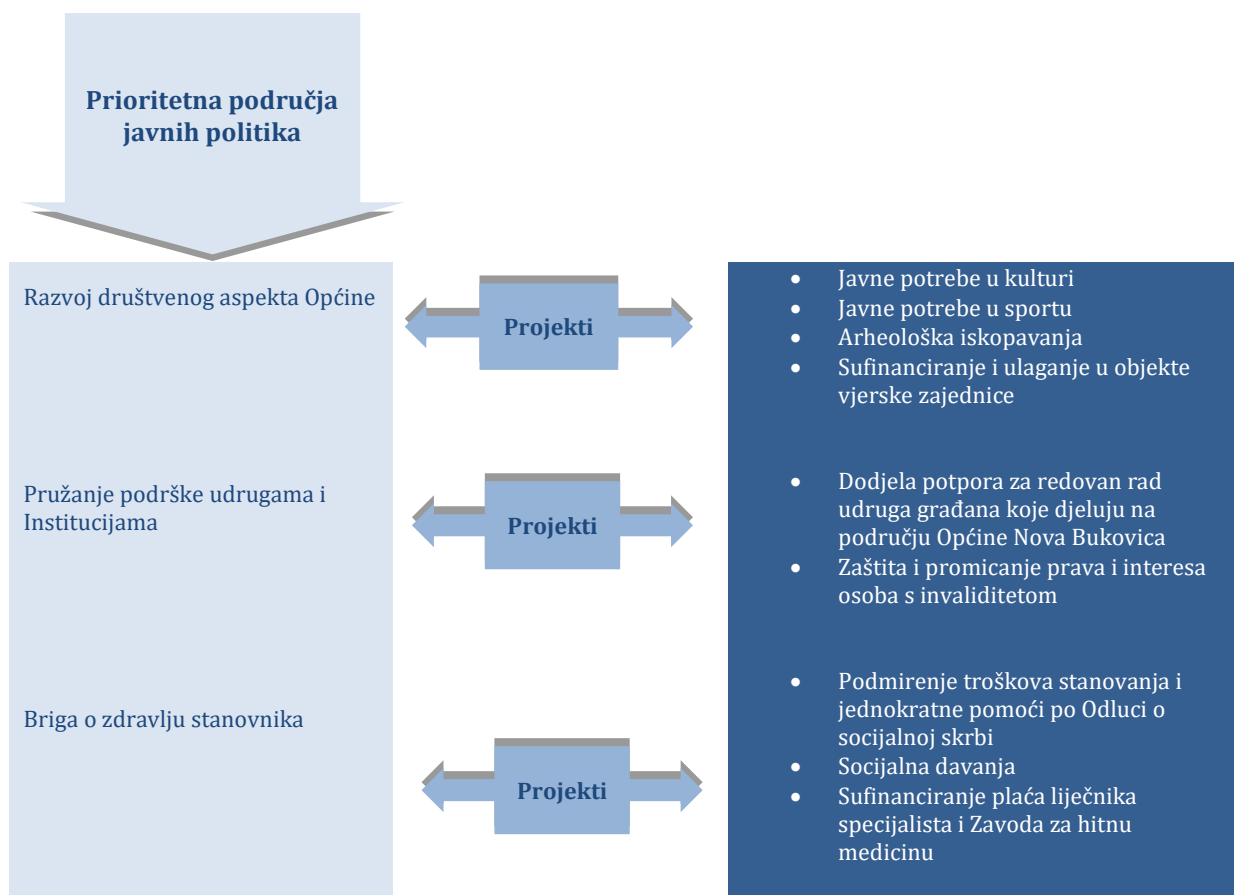 Prioritetna područja
javnih politika
Razvoj društvenog aspekta Općine
Projekti
• Javne potrebe u kulturi
• Javne potrebe u sportu
• Arheološka iskopavanja
• Sufinanciranje i ulaganje u objekte
vjerske zajednice
Pružanje podrške udrugama i
Institucijama
Projekti
• Dodjela potpora za redovan rad
udruga građana koje djeluju na
području Općine Nova Bukovica
• Zaštita i promicanje prava i interesa
osoba s invaliditetom
Briga o zdravlju stanovnika
Projekti
• Podmirenje troškova stanovanja i
jednokratne pomoći po Odluci o
socijalnoj skrbi
• Socijalna davanja
• Sufinanciranje plaća liječnika
specijalista i Zavoda za hitnu
medicinu